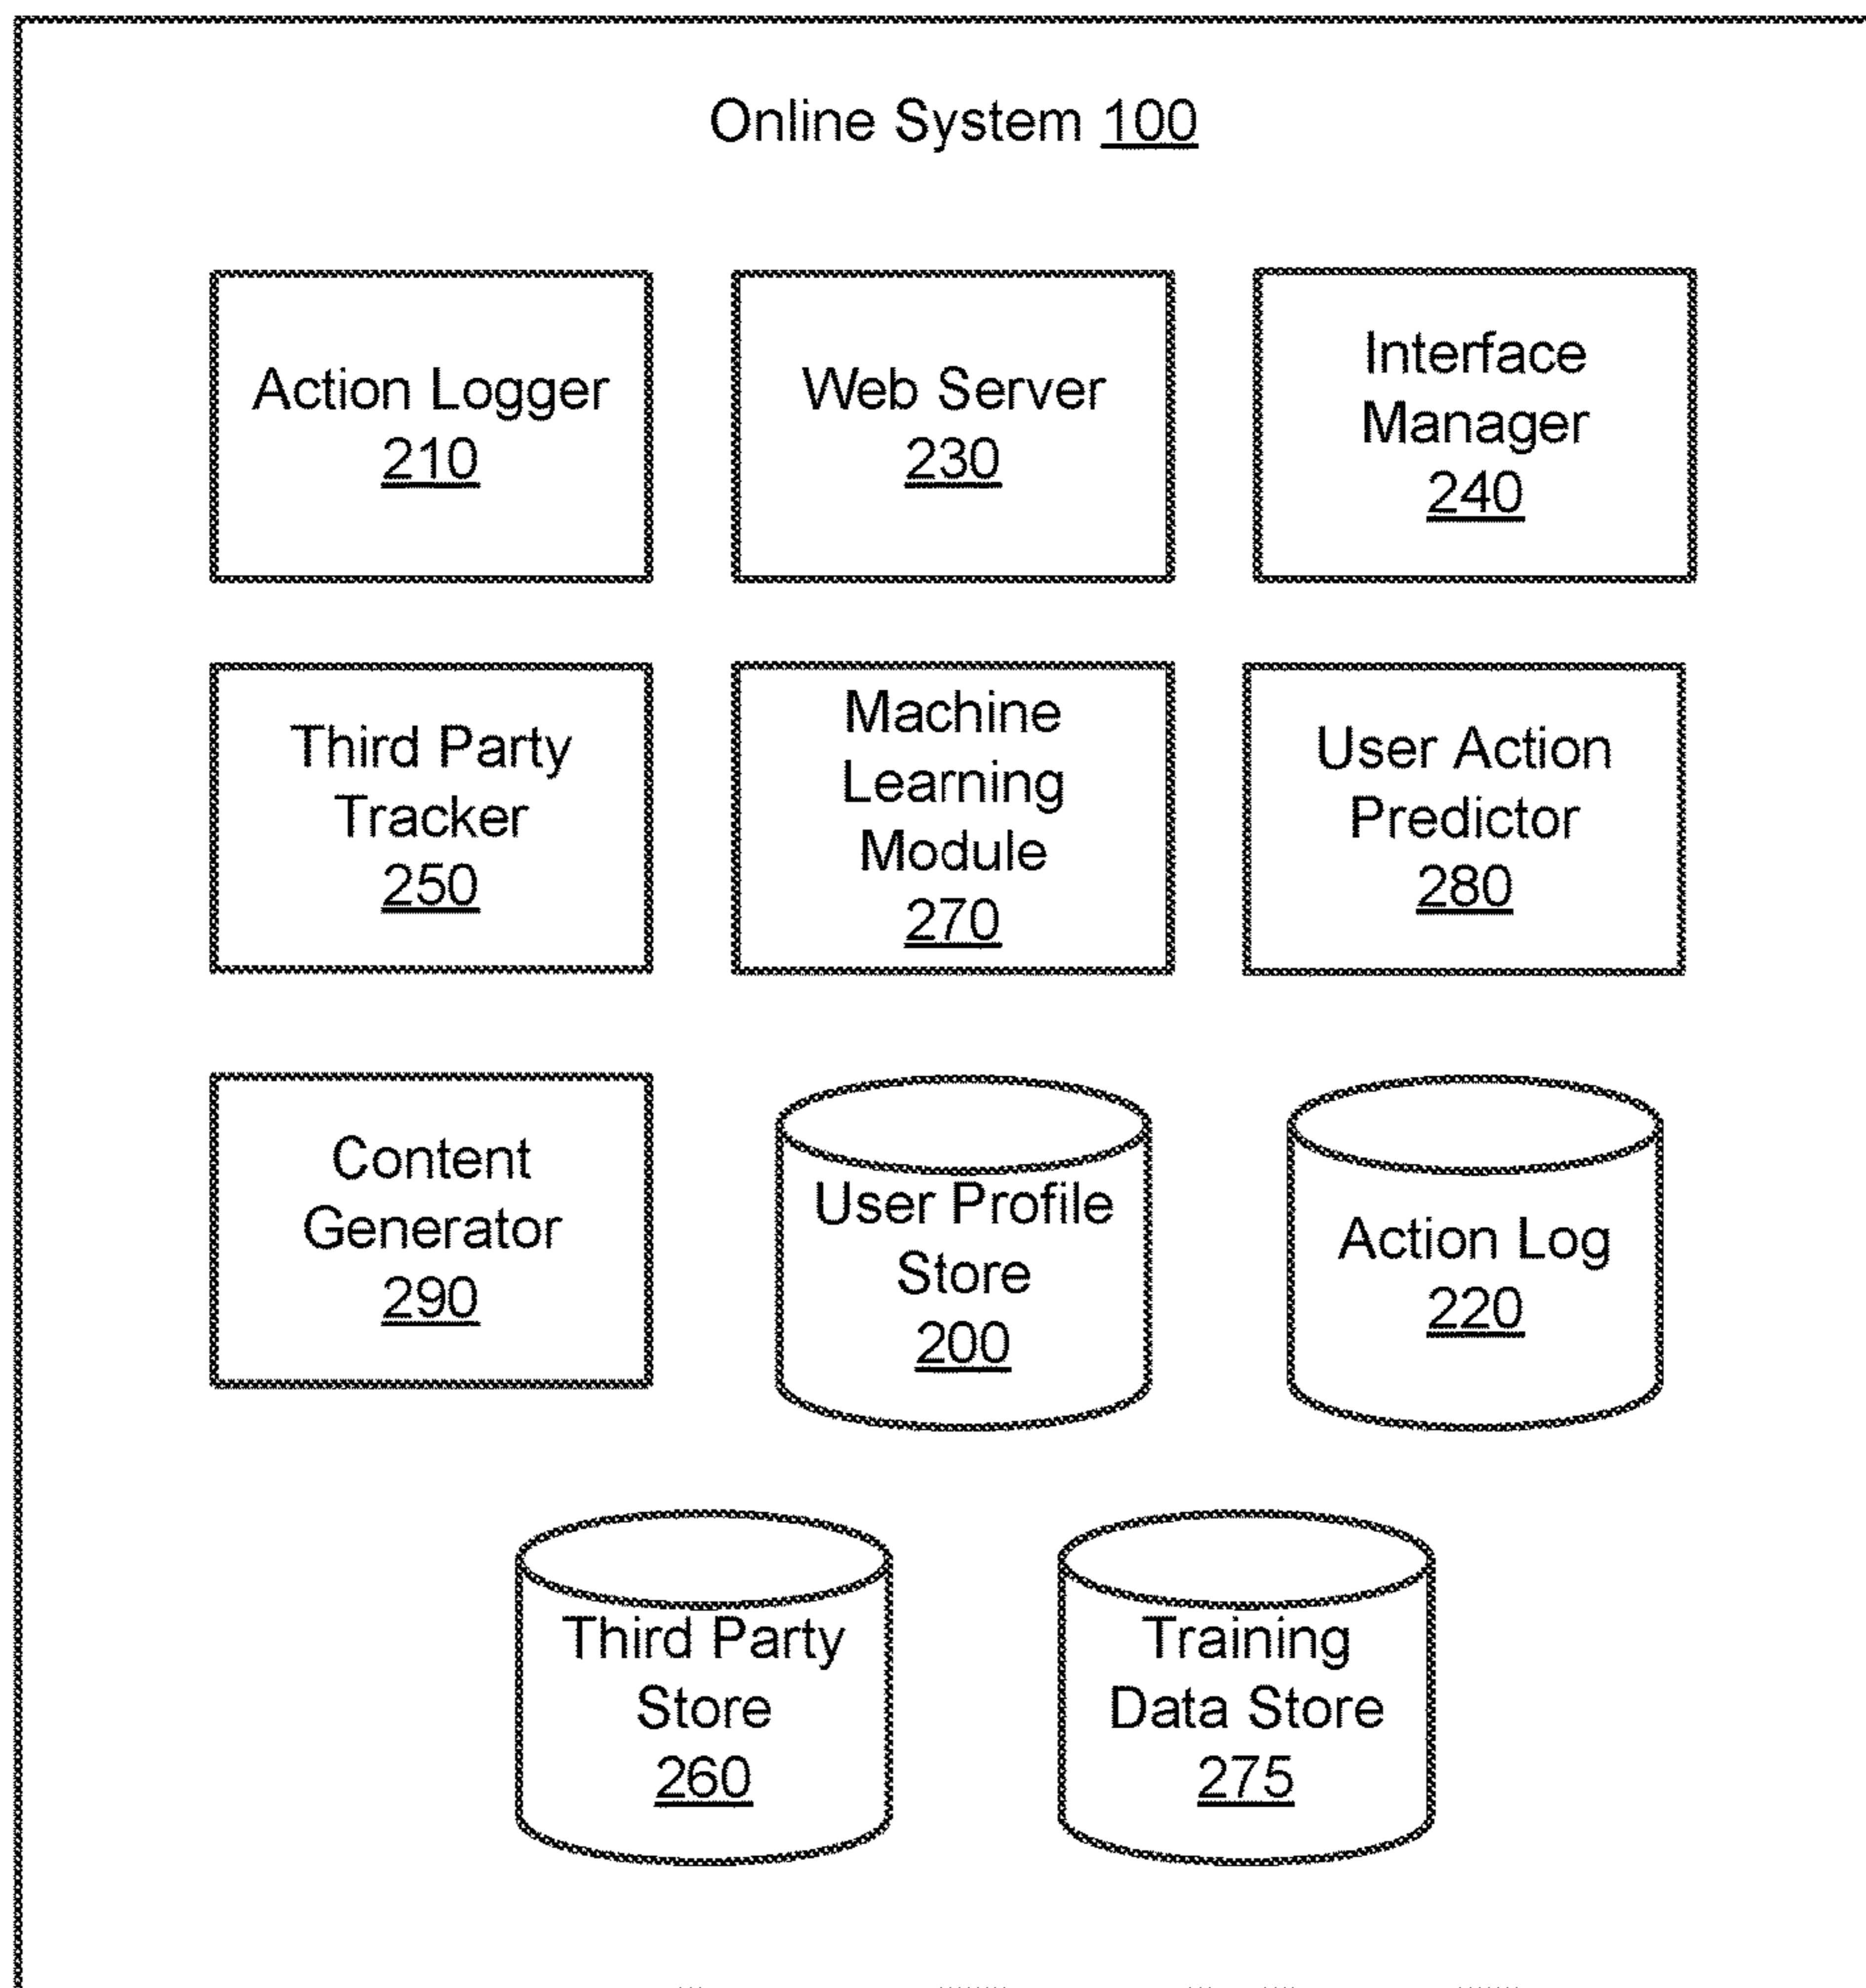 Online System 100
Action Logger
210
Web Server
230
Interface
Manager
240
Third Party
Tracker
250
Machine
Learning
Module
270
User Action
Predictor
280
Content
Generator
290
User Profile
Store
200
Action Log
220
Third Party
Store
260
Training
Data Store
275